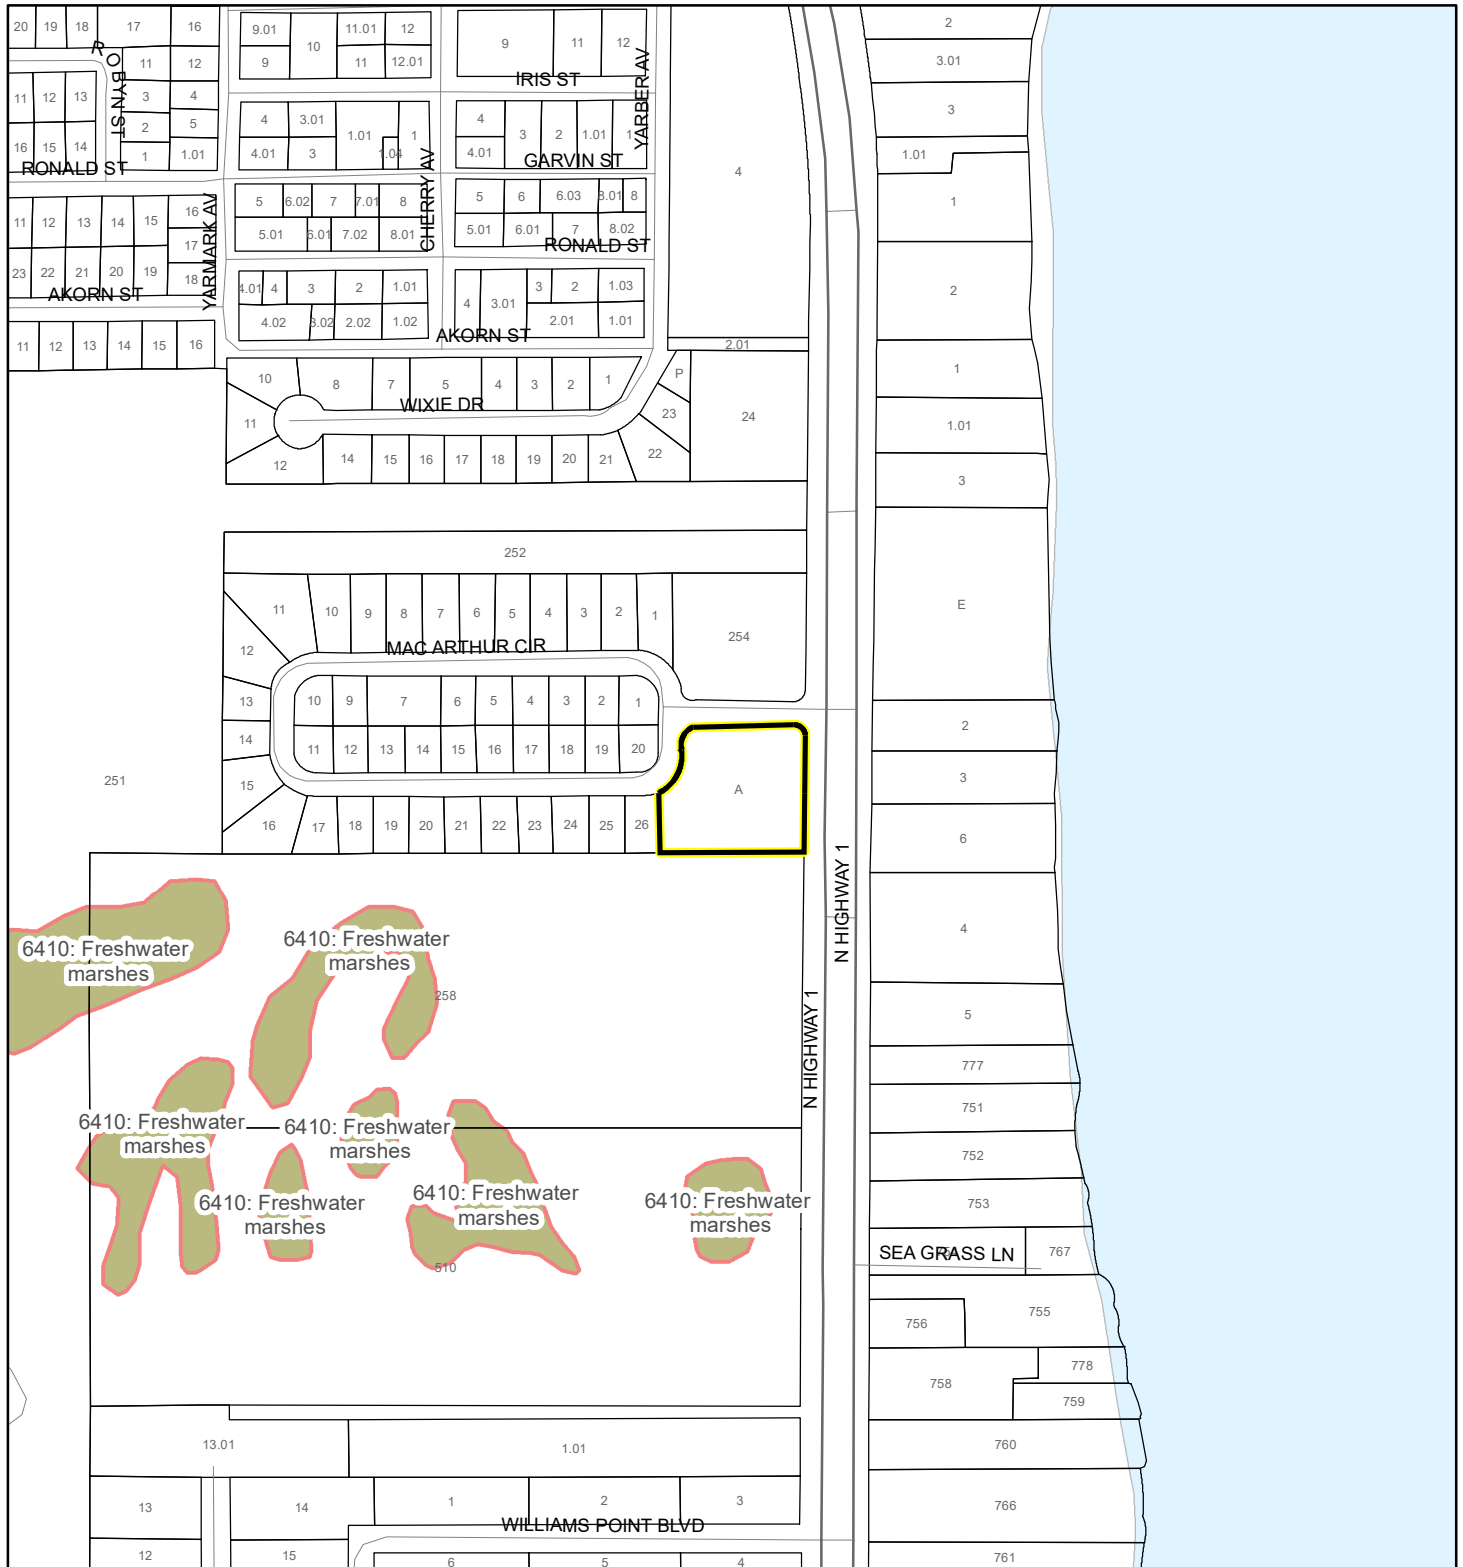 20 19 18 17 16 9.01 10 11.01 12 9 11 12 2
ROBYN ST
11 12 9 11 12.01 3.01
IRIS ST
YARBER AV
11 12 13 3 4 4 3.01 1.01 1 4 3 2 1.01 1 3
2 5
16 15 14 1 1.01 4.01 3 1.04 4.01 1.01
RONALD ST
GARVIN ST
4
5 6.02 7 7.01 8 5 6 6.03 8.01 8 1
YARMARK AV
CHERRY AV
11 12 13 14 15 16 5.01 6.01 7.02 8.01 5.01 6.01 7 8.02
17
RONALD ST
23 22 21 20 19 18 4.01 4 3 2 1.01 4 3.01 3 2 1.03 2
AKORN ST
4.02 3.02 2.02 1.02 2.01 1.01
AKORN ST
11 12 13 14 15 16 2.01
10 8 7 5 4 3 2 1 P 1
WIXIE DR
11 23 24 1.01
12 14 15 16 17 18 19 20 21 22 3
252
11 10 9 8 7 6 5 4 3 2 1 254 E
MAC ARTHUR CIR
12
13 10 9 7 6 5 4 3 2 1 2
14 11 12 13 14 15 16 17 18 19 20 3
251 15 A
16 17 18 19 20 21 22 23 24 25 26 6
N HIGHWAY 1
4
6410: Freshwater
marshes
6410: Freshwater
marshes
258
5
N HIGHWAY 1
777
751
6410: Freshwater
marshes
6410: Freshwater
marshes
752
6410: Freshwater
marshes
6410: Freshwater
marshes
6410: Freshwater
marshes
753
SEA GRASS LN 767
510
755
756
758 778
759
13.01 1.01 760
13 14 1 2 3 766
WILLIAMS POINT BLVD
12 15 6 5 4 761